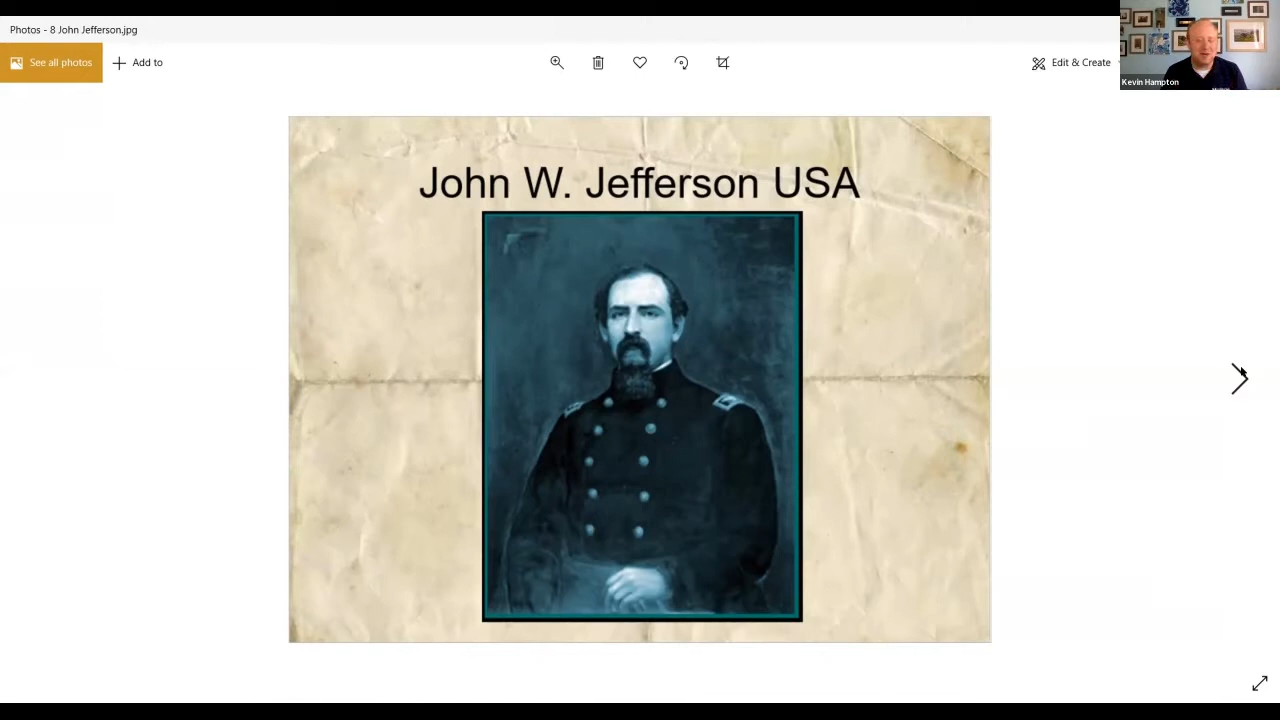 Photos - 8 John Jefferson.jpg
See all photos
Add to
Edit & Create
Kevin Hampton
John W. Jefferson USA